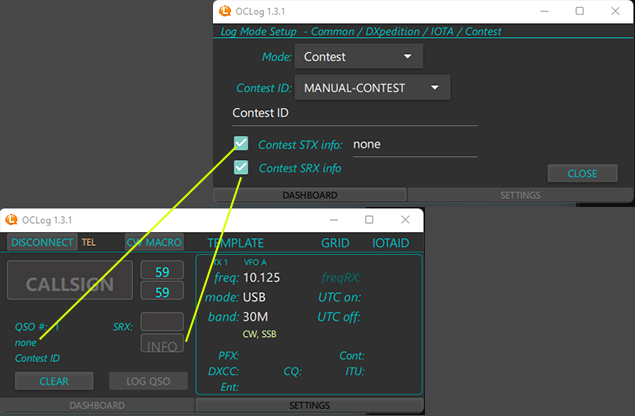 OCLog 1.3.1
Log Mode Setup - Common / DXpedition / IOTA / Contest
Mode: Contest
Contest ID: MANUAL-CONTEST
Contest ID
Contest STX info: none
Contest SRX info
CLOSE
DASHBOARD SETTINGS
OCLog 1.3.1
DISCONNECT TEL CW MACRO TEMPLATE GRID IOTAID
CALLSIGN
59
59
QSO #: 1 SRX:
none INFO
Contest ID
CLEAR LOG QSO
TX 1 VFO A
freq: 10.125 freqRX:
mode: USB UTC on:
band: 30M UTC off:
CW, SSB
PFX: Cont:
DXCC: CQ: ITU:
Ent:
DASHBOARD SETTINGS